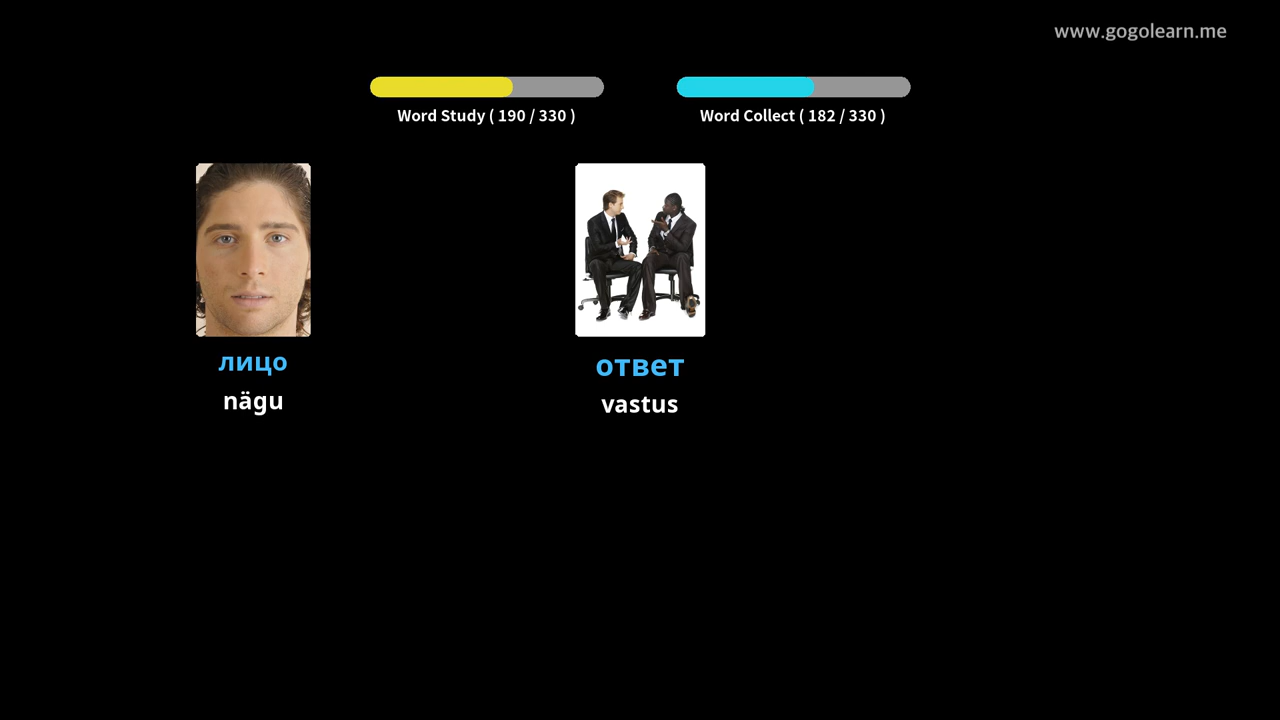 www.gogolearn.me
Word Study ( 190 / 330 )
Word Collect ( 182 / 330 )
лицо
nägu
ответ
vastus